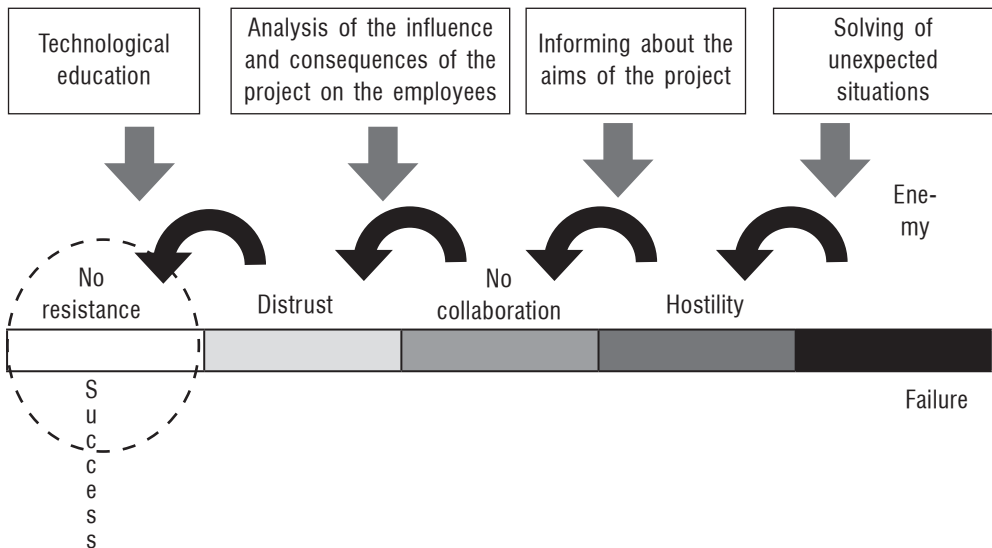 Technological
education
Analysis of the influence
and consequences of the
project on the employees
Informing about the
aims of the project
Solving of
unexpected
situations
Ene-
my
No
resistance
Distrust
No
collaboration
Hostility
Failure
S
u
c
c
e
s
s